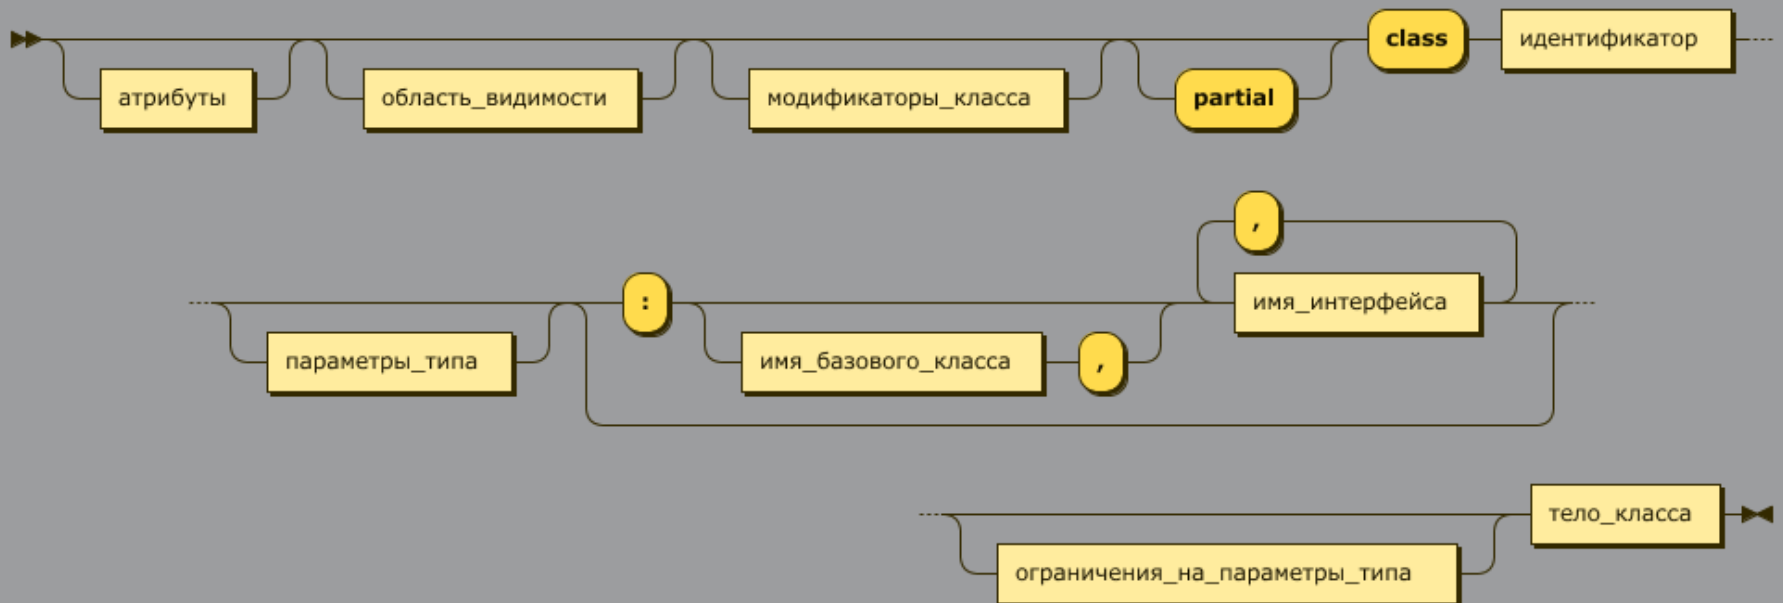 class идентификатор
атрибуты область_видимости модификаторы_класса partial
,
: имя_интерфейса
параметры_типа имя_базового_класса ,
тело_класса
ограничения_на_параметры_типа